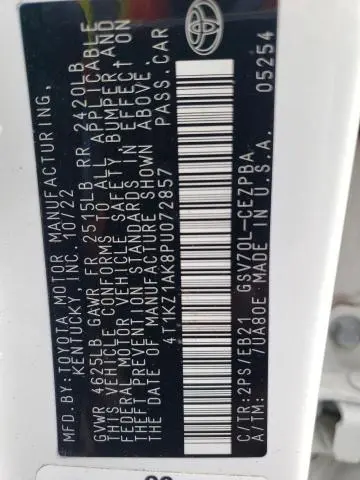 MFD. BY: TOYOTA MOTOR MANUFACTURING,
KENTUCKY, INC. 10/22
GVWR 4625LB GAWR FR 2515LB RR 2420LB
THIS VEHICLE CONFORMS TO ALL APPLICABLE
FEDERAL MOTOR VEHICLE SAFETY, BUMPER AND
THEFT PREVENTION STANDARDS IN EFFECT ON
THE DATE OF MANUFACTURE SHOWN ABOVE.
4T1KZ1AK8PU072857 PASS.CAR
C/TR:2PS/EB21 GSV70L-CEZPBA
A/TM: /UA80E MADE IN U.S.A. 05254